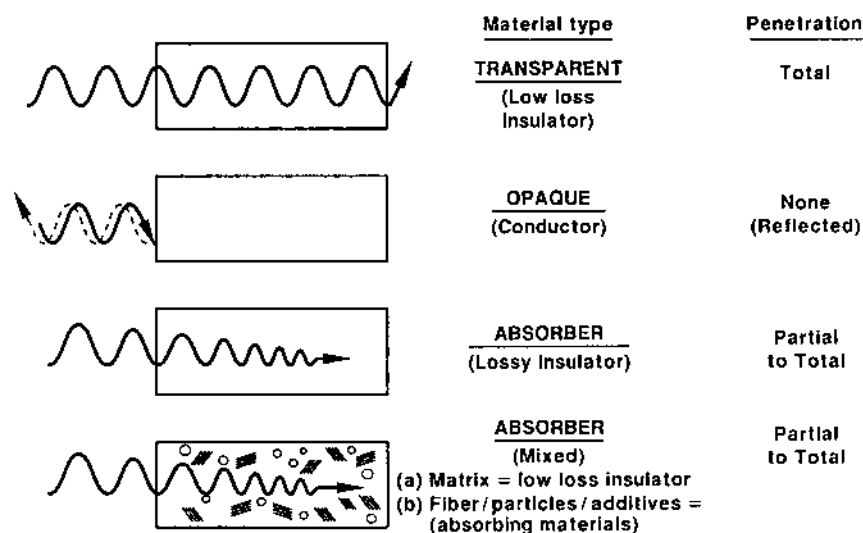 Material type Penetration
TRANSPARENT Total
(Low loss
Insulator)
OPAQUE None
(Conductor) (Reflected)
ABSORBER Partial
(Lossy Insulator) to Total
ABSORBER Partial
(Mixed) to Total
(a) Matrix = low loss insulator
(b) Fiber/particles/additives =
(absorbing materials)